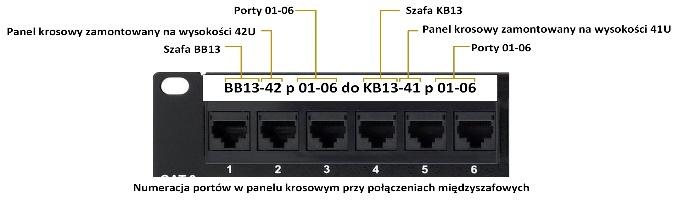 Porty 01-06
Szafa KB13
Panel krosowy zamontowany na wysokości 42U
Panel krosowy zamontowany na wysokości 41U
Szafa BB13
Porty 01-06
BB13-42 p 01-06 do KB13-41 p 01-06
1 2 3 4 5 6
Numeracja portów w panelu krosowym przy połączeniach międzyszafowych